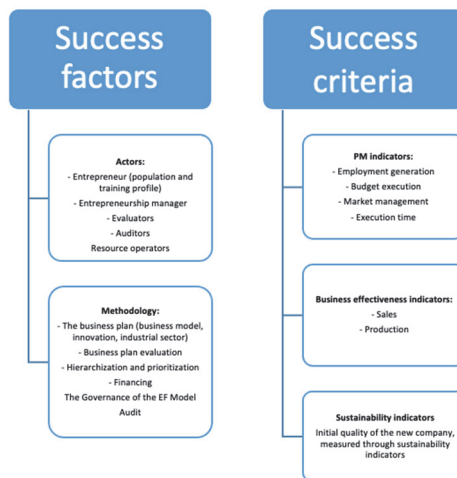 Success
factors
Actors:
- Entrepreneur (population and
training profile)
- Entrepreneurship manager
- Evaluators
- Auditors
Resource operators
Methodology:
- The business plan (business model,
innovation, industrial sector)
- Business plan evaluation
- Hierarchization and prioritization
- Financing
The Governance of the EF Model
Audit
Success
criteria
PM indicators:
- Employment generation
- Budget execution
- Market management
- Execution time
Business effectiveness indicators:
- Sales
- Production
Sustainability indicators
Initial quality of the new company,
measured through sustainability
indicators